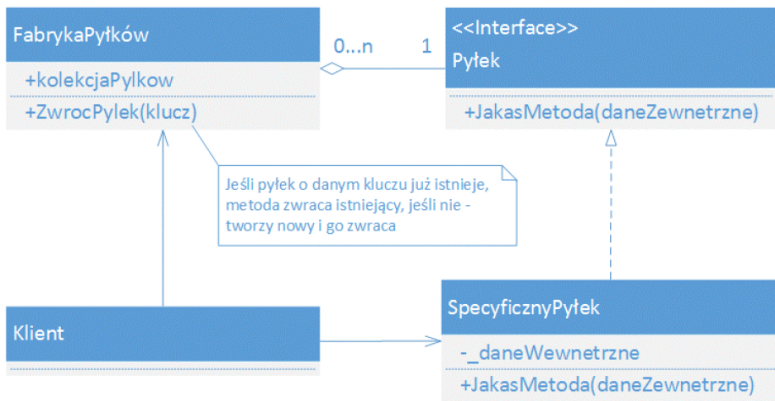 FabrykaPyłków
+kolekcjaPylkow
+ZwrocPylek(klucz)
0...n 1
<<Interface>>
Pyłek
+JakasMetoda(daneZewnetrzne)
Jeśli pyłek o danym kluczu już istnieje,
metoda zwraca istniejący, jeśli nie -
tworzy nowy i go zwraca
Klient
SpecyficznyPyłek
-_daneWewnetrzne
+JakasMetoda(daneZewnetrzne)